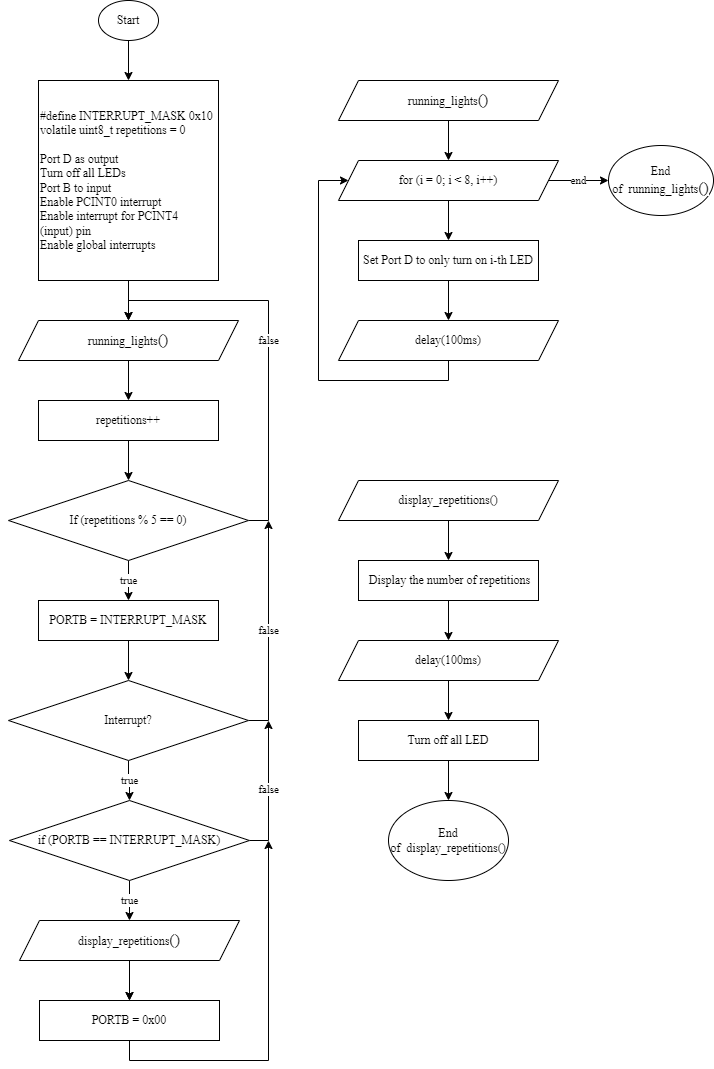 Start
#define INTERRUPT_MASK 0x10
volatile uint8_t repetitions = 0
Port D as output
Turn off all LEDs
Port B to input
Enable PCINT0 interrupt
Enable interrupt for PCINT4
(input) pin
Enable global interrupts
running_lights()
repetitions++
If (repetitions % 5 == 0)
false
true
PORTB = INTERRUPT_MASK
false
Interrupt?
true
false
if (PORTB == INTERRUPT_MASK)
true
display_repetitions()
PORTB = 0x00
running_lights()
for (i = 0; i < 8, i++)
end
End
of running_lights()
Set Port D to only turn on i-th LED
delay(100ms)
display_repetitions()
Display the number of repetitions
delay(100ms)
Turn off all LED
End
of display_repetitions()